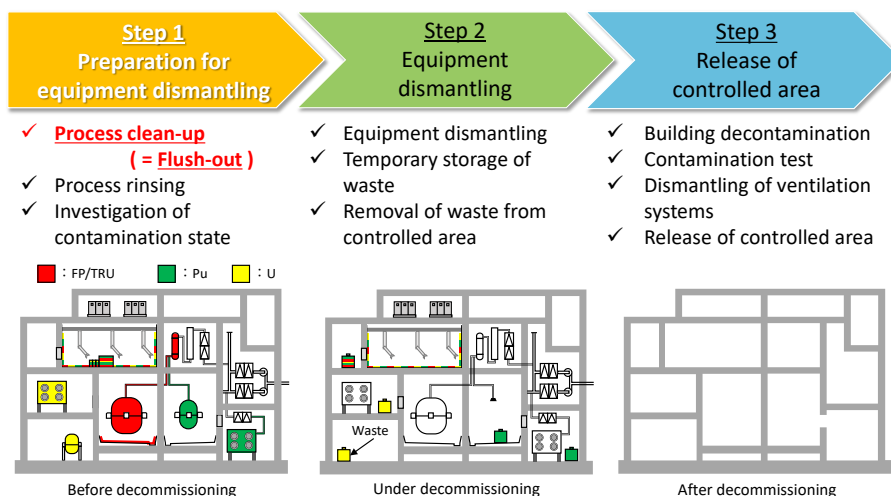 Step 1
Preparation for
equipment dismantling
Step 2
Equipment
dismantling
Step 3
Release of
controlled area
✓ Process clean-up
( = Flush-out )
✓ Process rinsing
✓ Investigation of
contamination state
✓ Equipment dismantling
✓ Temporary storage of
waste
✓ Removal of waste from
controlled area
✓ Building decontamination
✓ Contamination test
✓ Dismantling of ventilation
systems
✓ Release of controlled area
: FP/TRU : Pu : U
Waste
Before decommissioning
Under decommissioning
After decommissioning